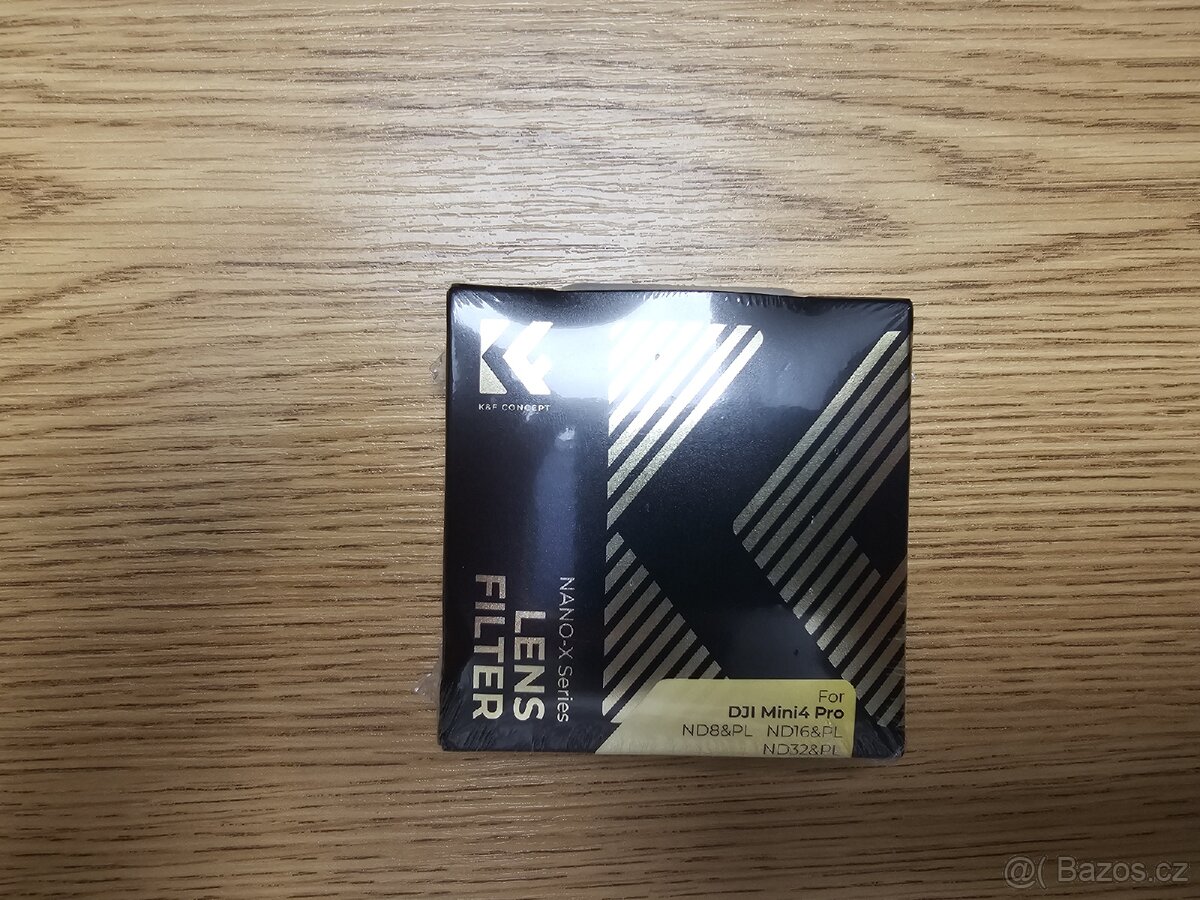 K&F CONCEPT
NANO-X Series
LENS
FILTER
For
DJI Mini4 Pro
ND8&PL ND16&PL
ND32&PL
@( Bazos.cz